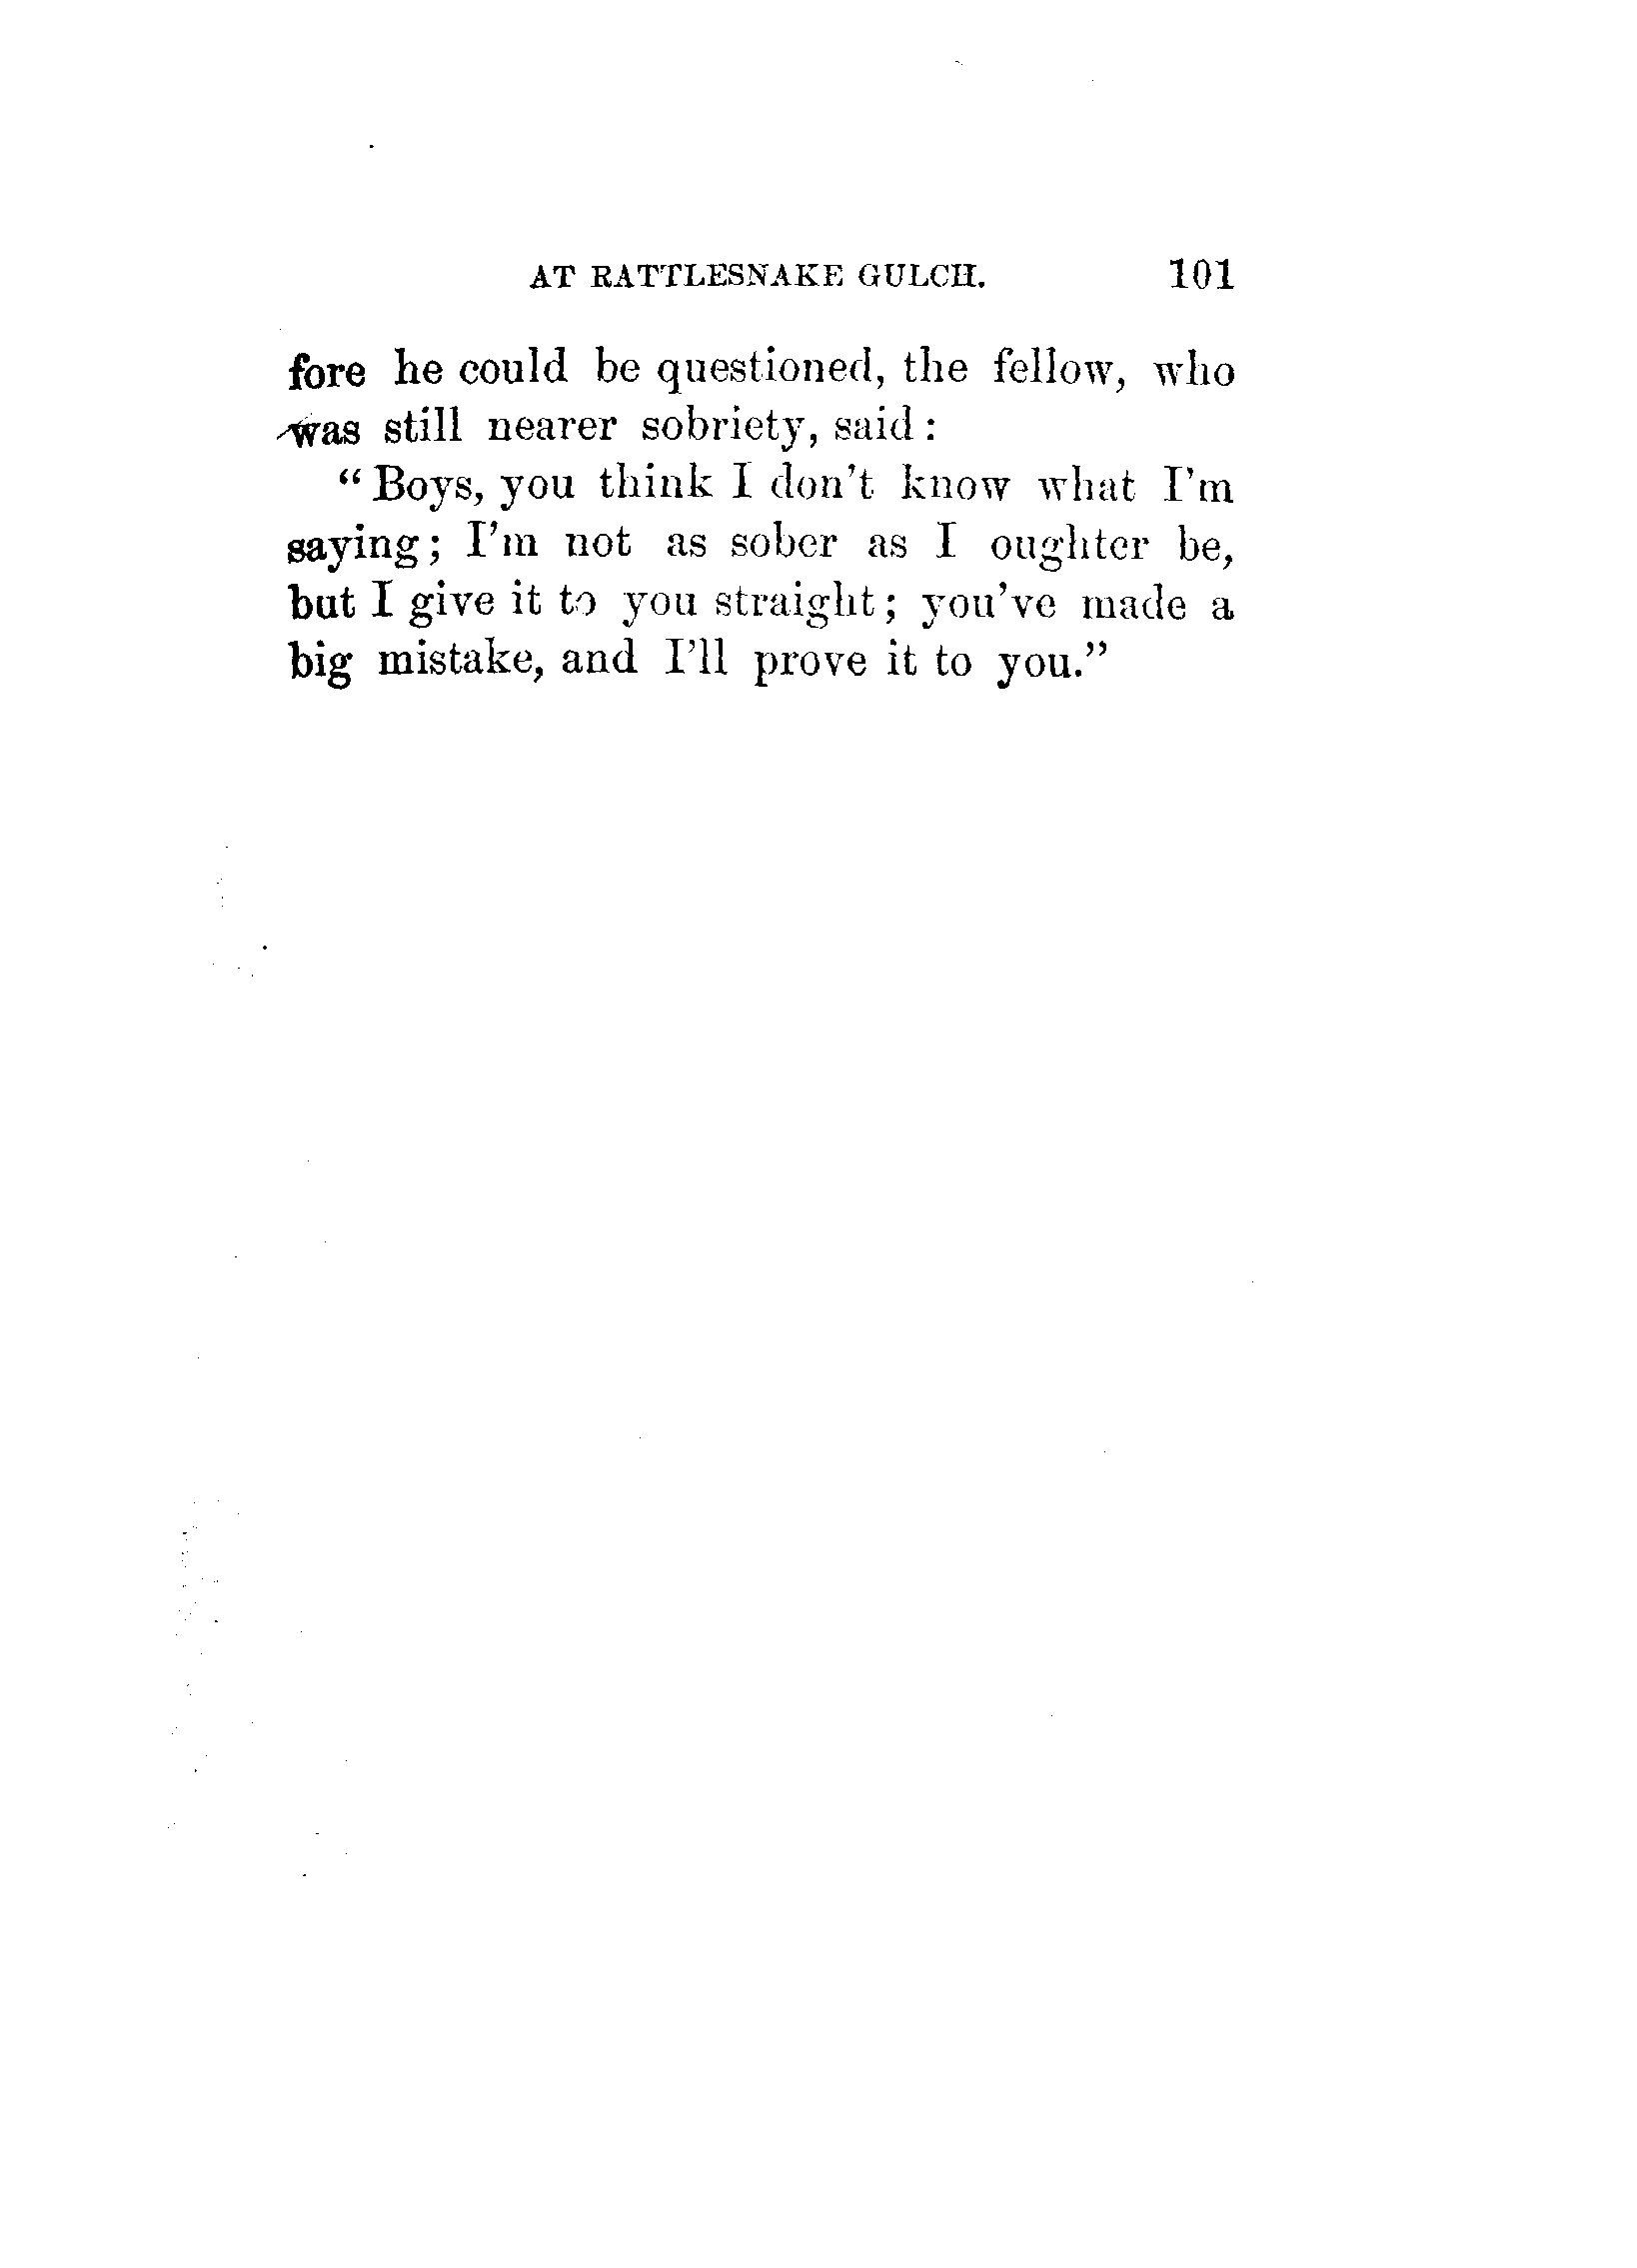 AT RATTLESNAKE GULCH. 101
fore he could be questioned, the fellow, who
was still nearer sobriety, said:
“Boys, you think I don't know what I'm
saying; I'm not as sober as I oughter be,
but I give it to you straight; you've made a
big mistake, and I'll prove it to you.”